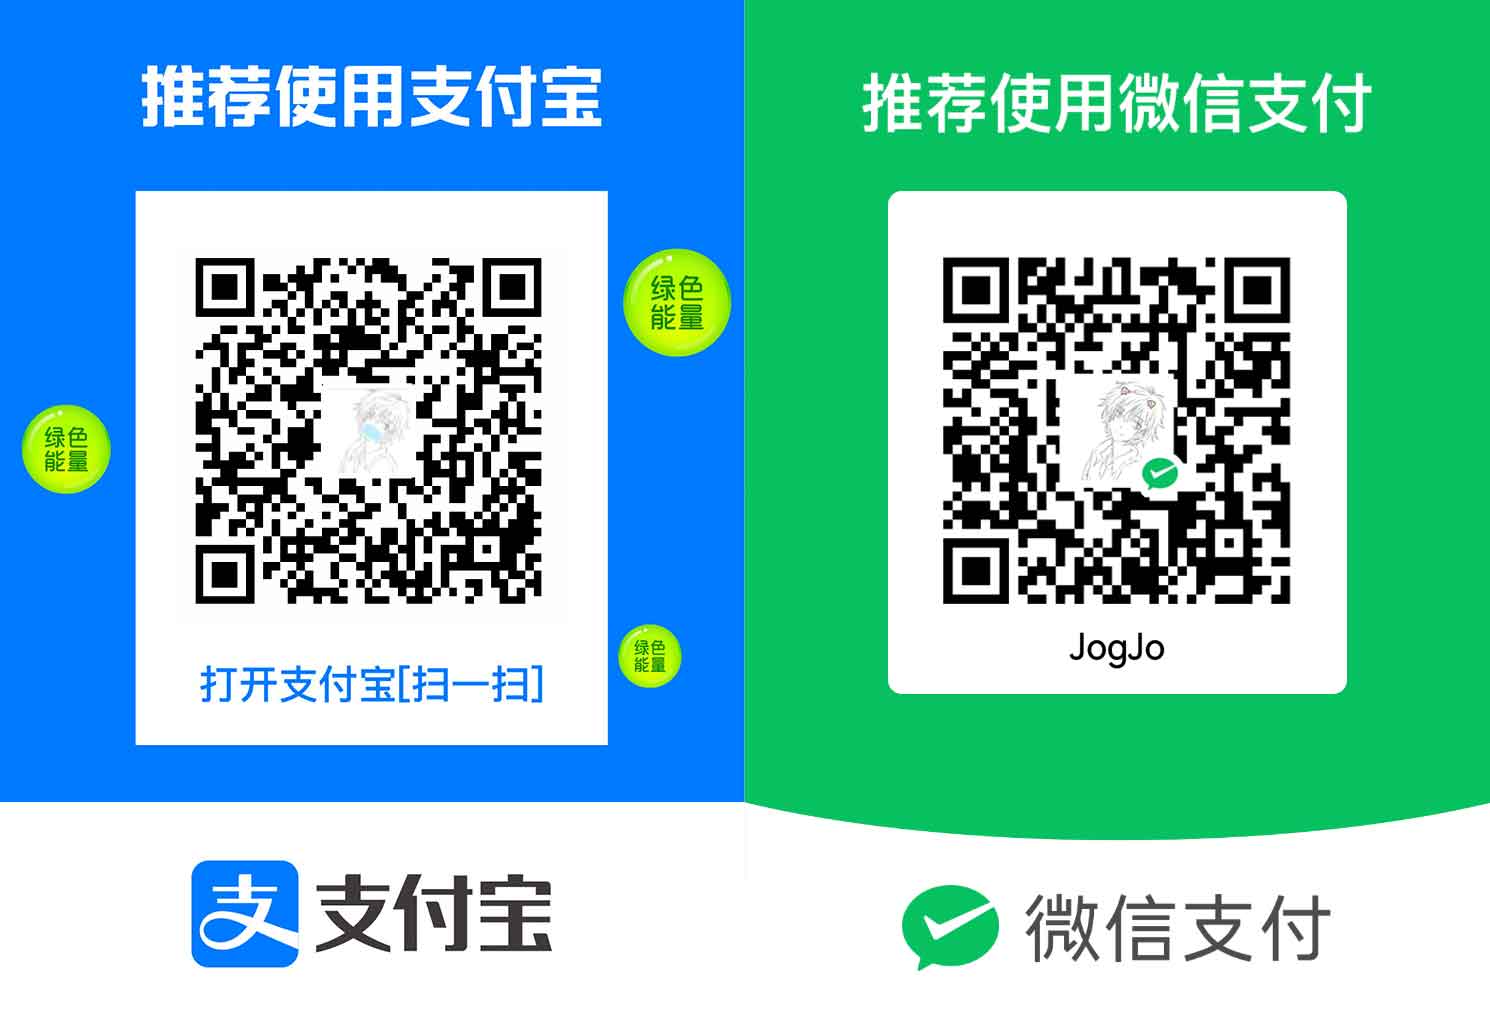 推荐使用支付宝
绿色
能量
绿色
能量
绿色
能量
打开支付宝[扫一扫]
支 支付宝
推荐使用微信支付
JogJo
微信支付